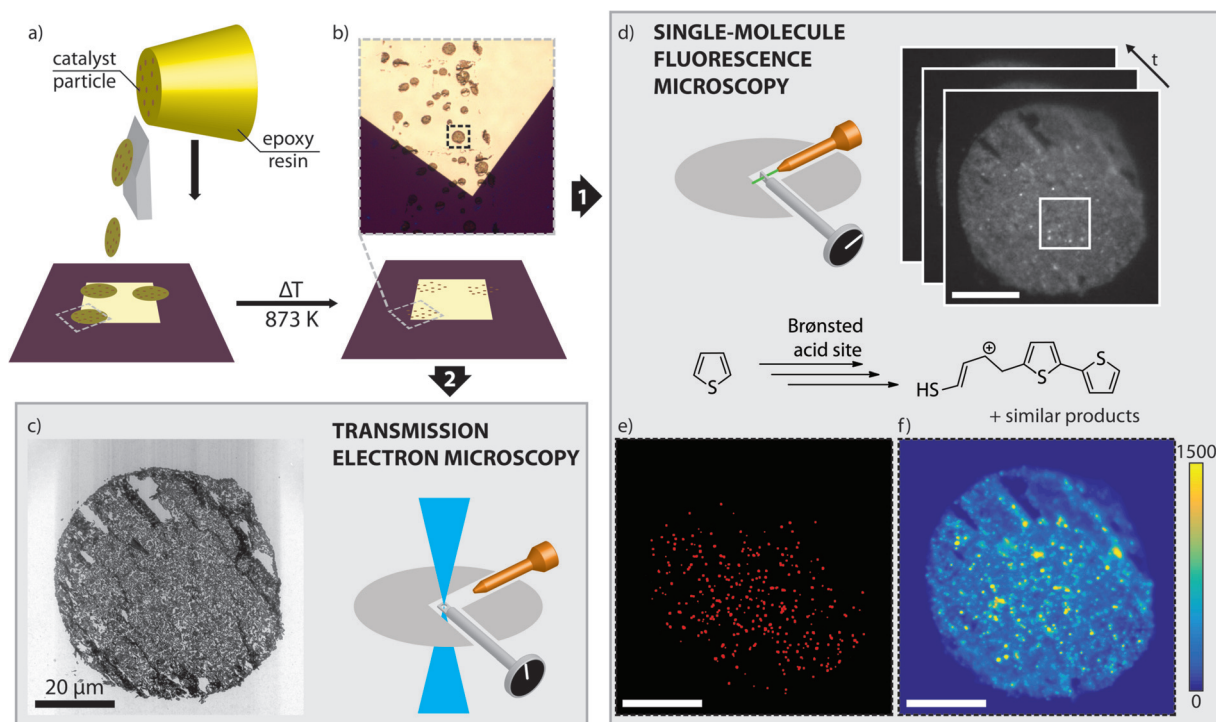 a)
catalyst
particle
epoxy
resin
ΔT
873 K
b)
1
2
c)
TRANSMISSION
ELECTRON MICROSCOPY
20 µm
d)
SINGLE-MOLECULE
FLUORESCENCE
MICROSCOPY
t
Brønsted
acid site
S
HS
⊕
S
S
+ similar products
e)
f)
1500
0